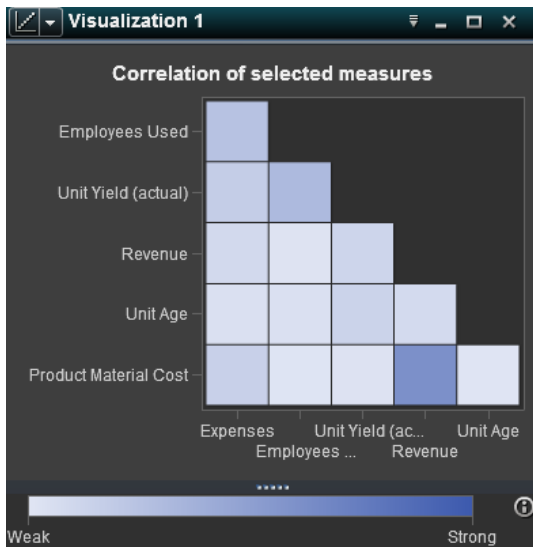 Visualization 1
Correlation of selected measures
Employees Used
Unit Yield (actual)
Revenue
Unit Age
Product Material Cost
Expenses Unit Yield (ac... Unit Age
Employees ... Revenue
Weak Strong